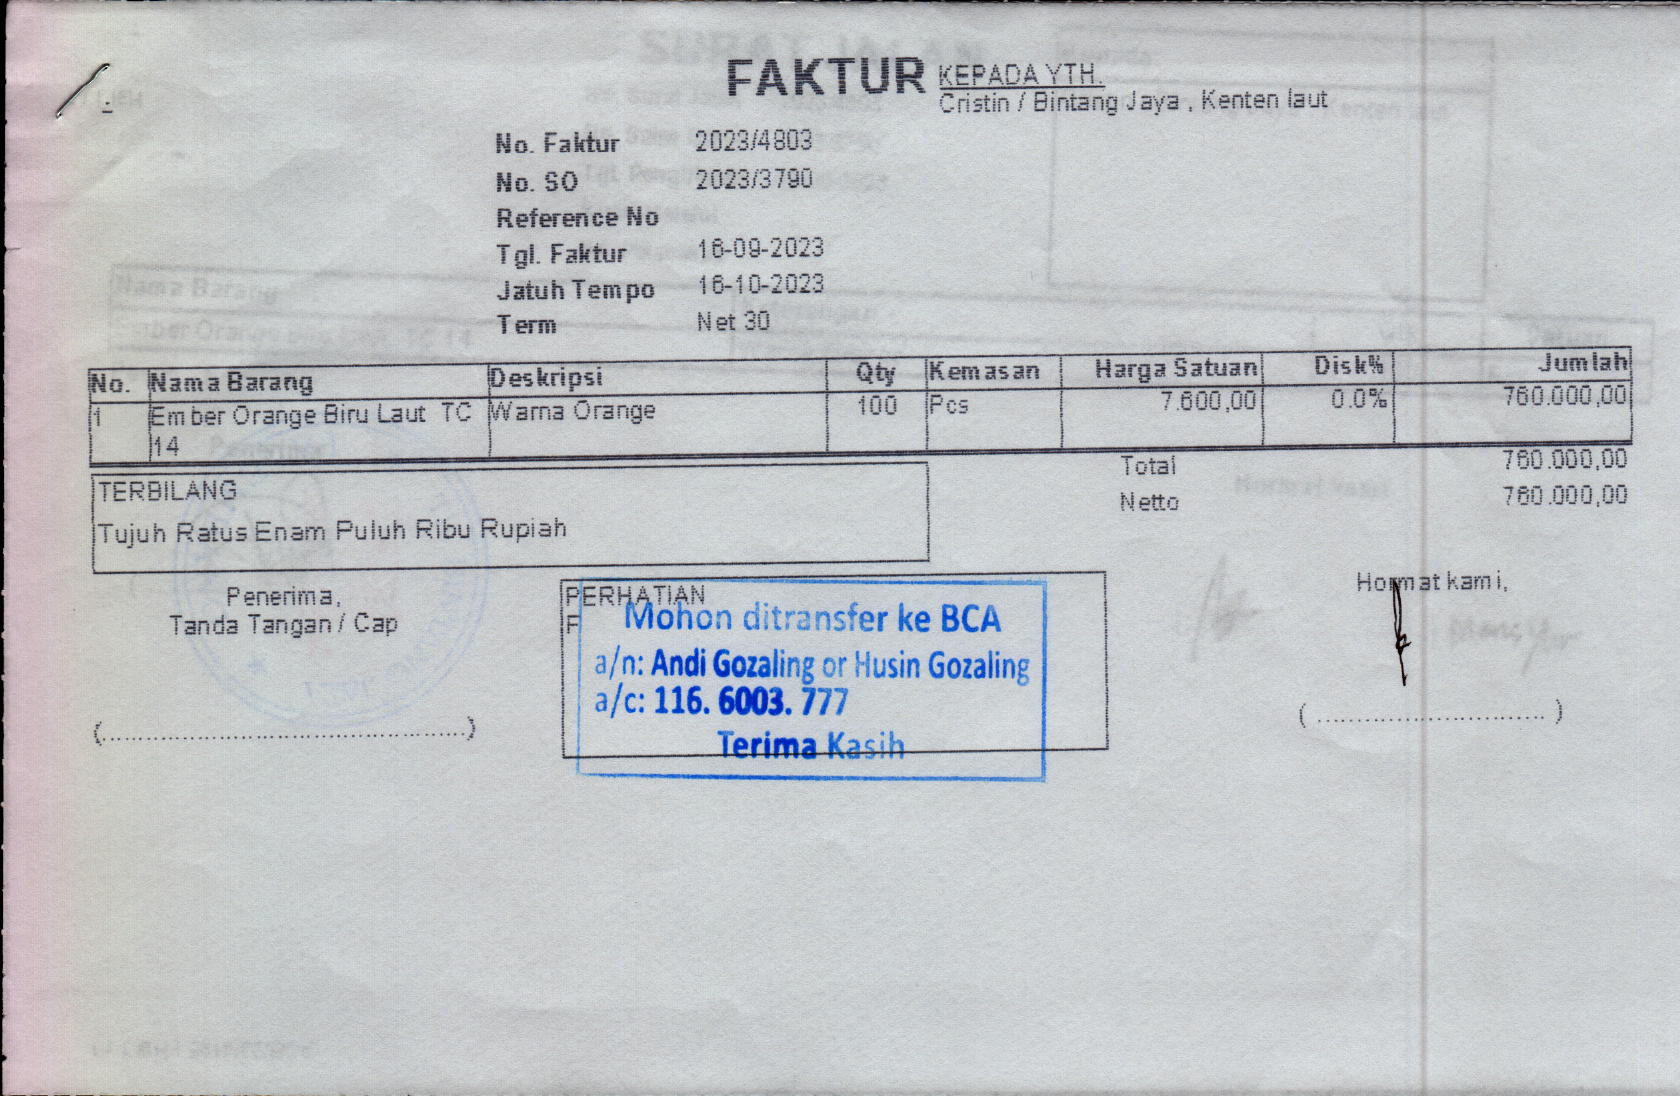 FAKTUR
KEPADA YTH.
Cristin / Bintang Jaya , Kenten laut
No. Faktur 2023/4803
No. SO 2023/3790
Reference No
Tgl. Faktur 16-09-2023
Jatuh Tempo 16-10-2023
Term Net 30
No. Nama Barang Deskripsi Qty Kemasan Harga Satuan Disk% Jumlah
1 Ember Orange Biru Laut TC Warna Orange 100 Pcs 7.600,00 0.0% 760.000,00
14
Total 760.000,00
Netto 760.000,00
TERBILANG
Tujuh Ratus Enam Puluh Ribu Rupiah
Penerima,
Tanda Tangan / Cap
(..............................................)
PERHATIAN
F
Mohon ditransfer ke BCA
a/n: Andi Gozaling or Husin Gozaling
a/c: 116. 6003. 777
Terima Kasih
Hormat kami,
( ............................. )